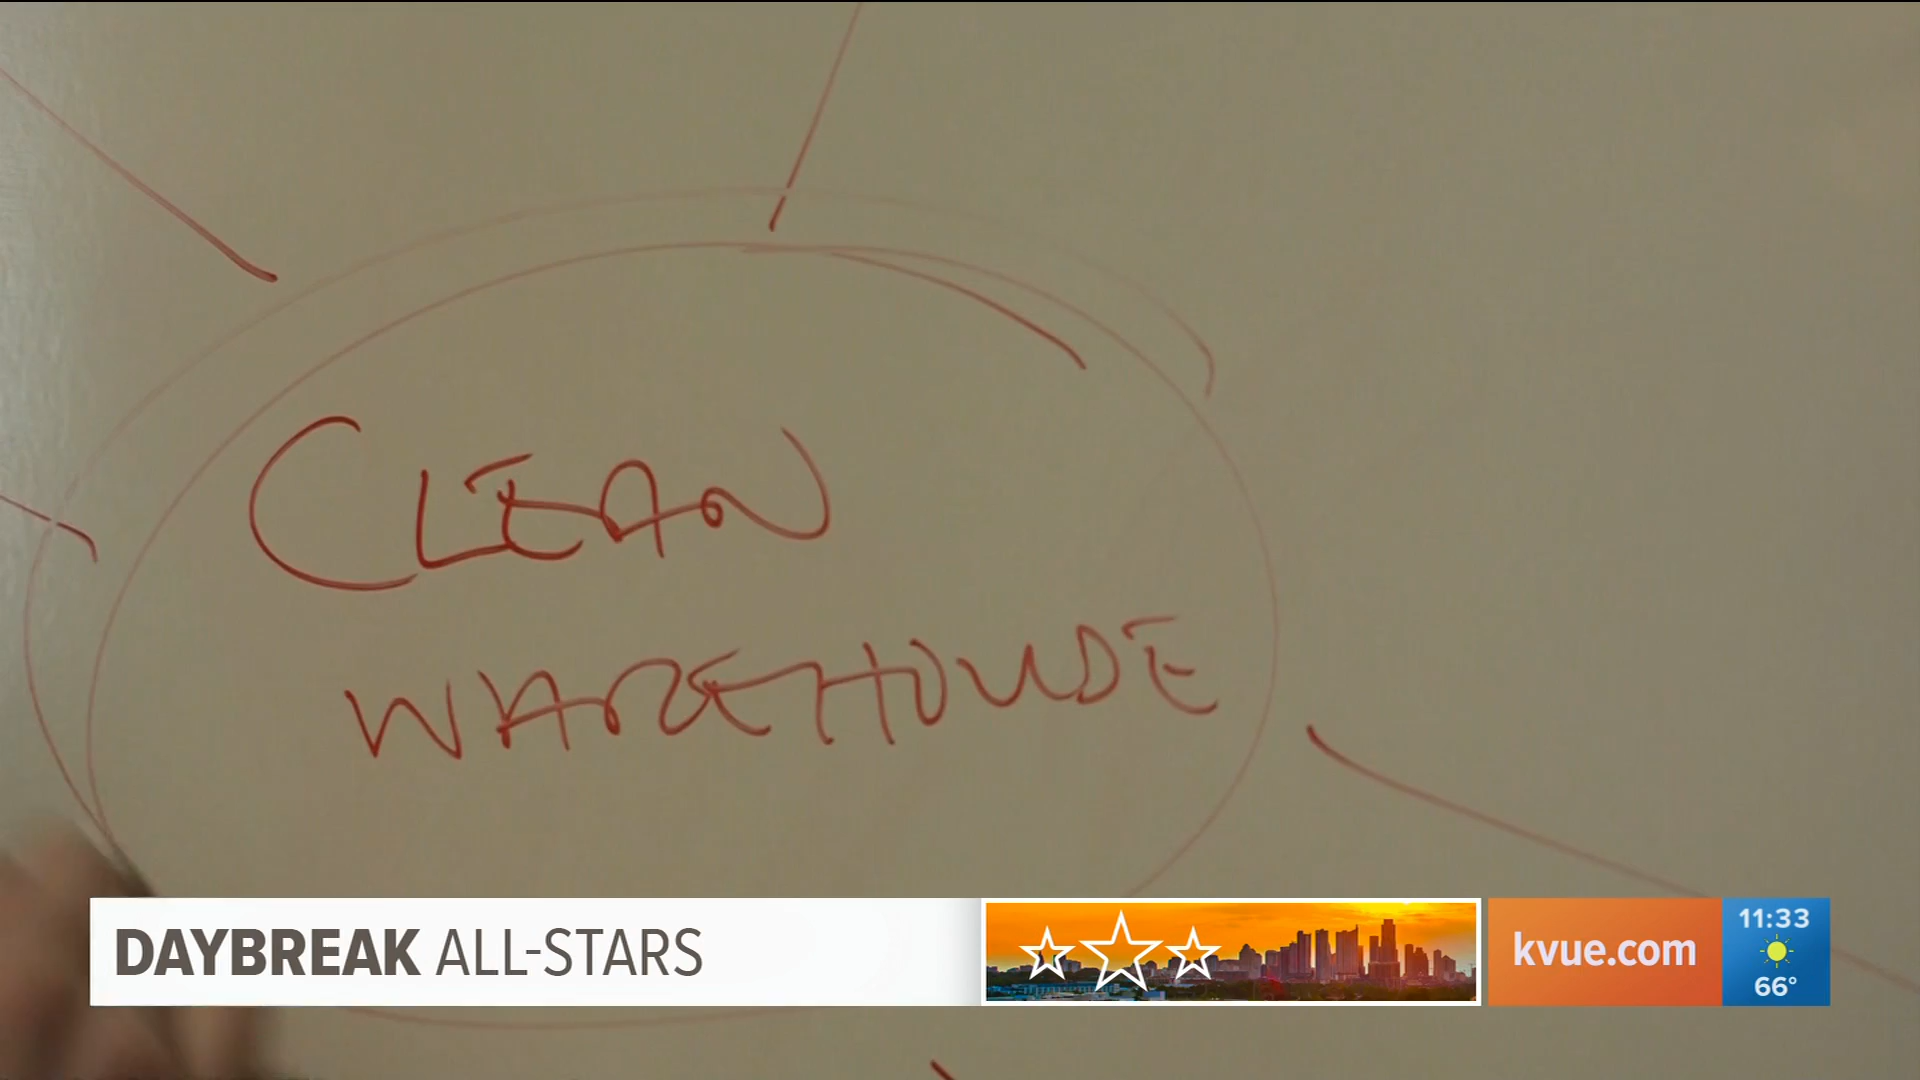 CLEAN
WAREHOUSE
DAYBREAK ALL-STARS
kvue.com
11:33
66°